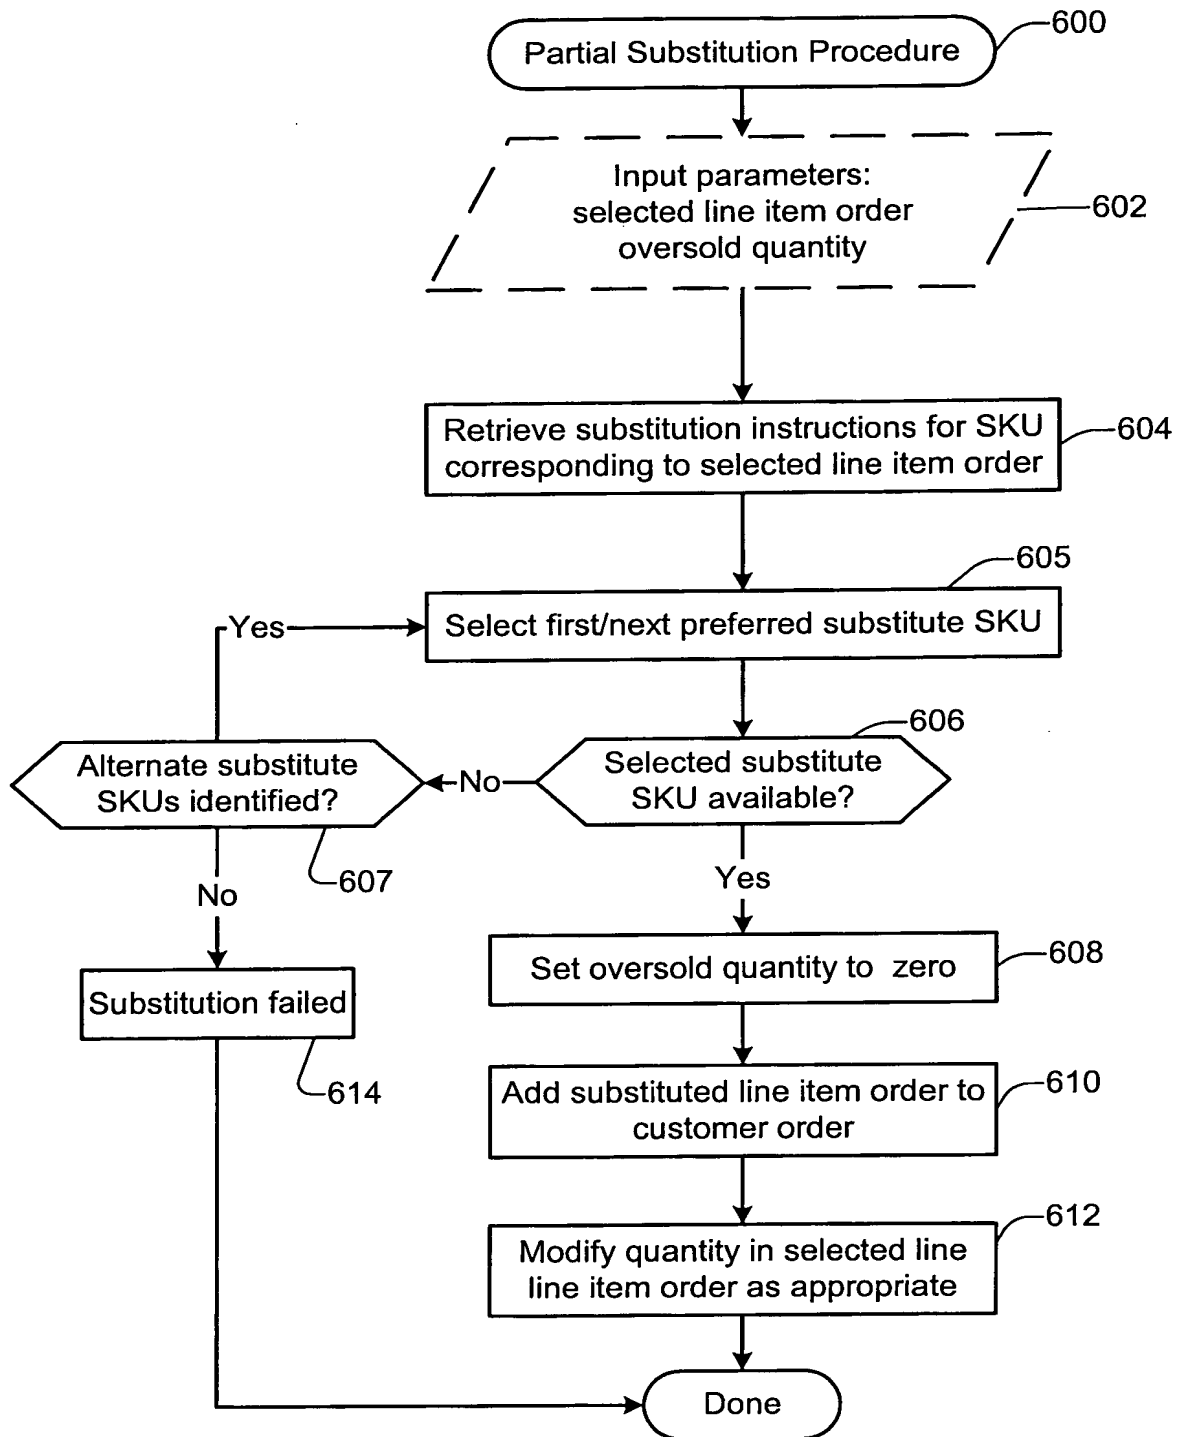 600
Partial Substitution Procedure
Input parameters:
selected line item order
oversold quantity
602
Retrieve substitution instructions for SKU
corresponding to selected line item order
604
605
Yes
Select first/next preferred substitute SKU
606
Alternate substitute
SKUs identified?
No
Selected substitute
SKU available?
607
No
Yes
Set oversold quantity to zero
608
Substitution failed
614
Add substituted line item order to
customer order
610
612
Modify quantity in selected line
line item order as appropriate
Done